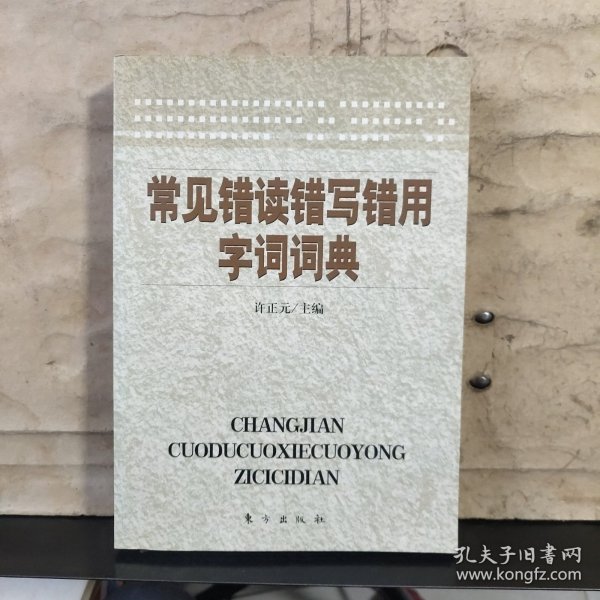 常见错读错写错用
字词词典
许正元/主编
CHANGJIAN
CUODUCUOXIECUOYONG
ZICICIDIAN
东方出版社
孔夫子旧书网
www.kongfz.com